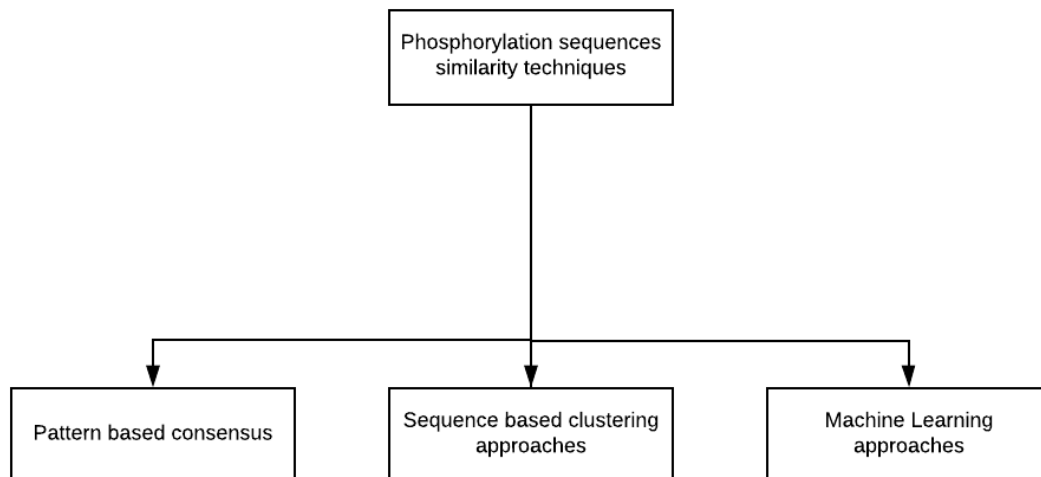 Phosphorylation sequences
similarity techniques
Pattern based consensus
Sequence based clustering
approaches
Machine Learning
approaches